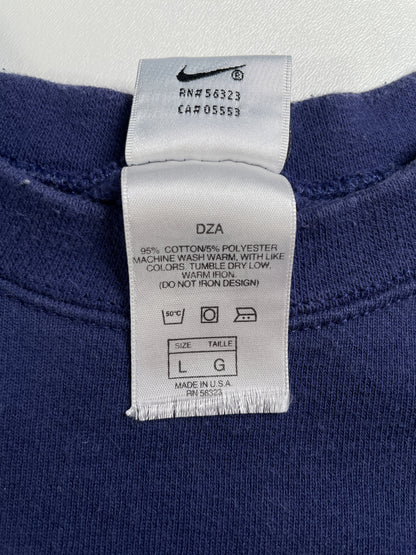 ®
RN# 56323
CA# 05553
DZA
95% COTTON/5% POLYESTER
MACHINE WASH WARM, WITH LIKE
COLORS. TUMBLE DRY LOW.
WARM IRON.
(DO NOT IRON DESIGN)
50°C
SIZE TAILLE
L G
MADE IN U.S.A.
RN 56323